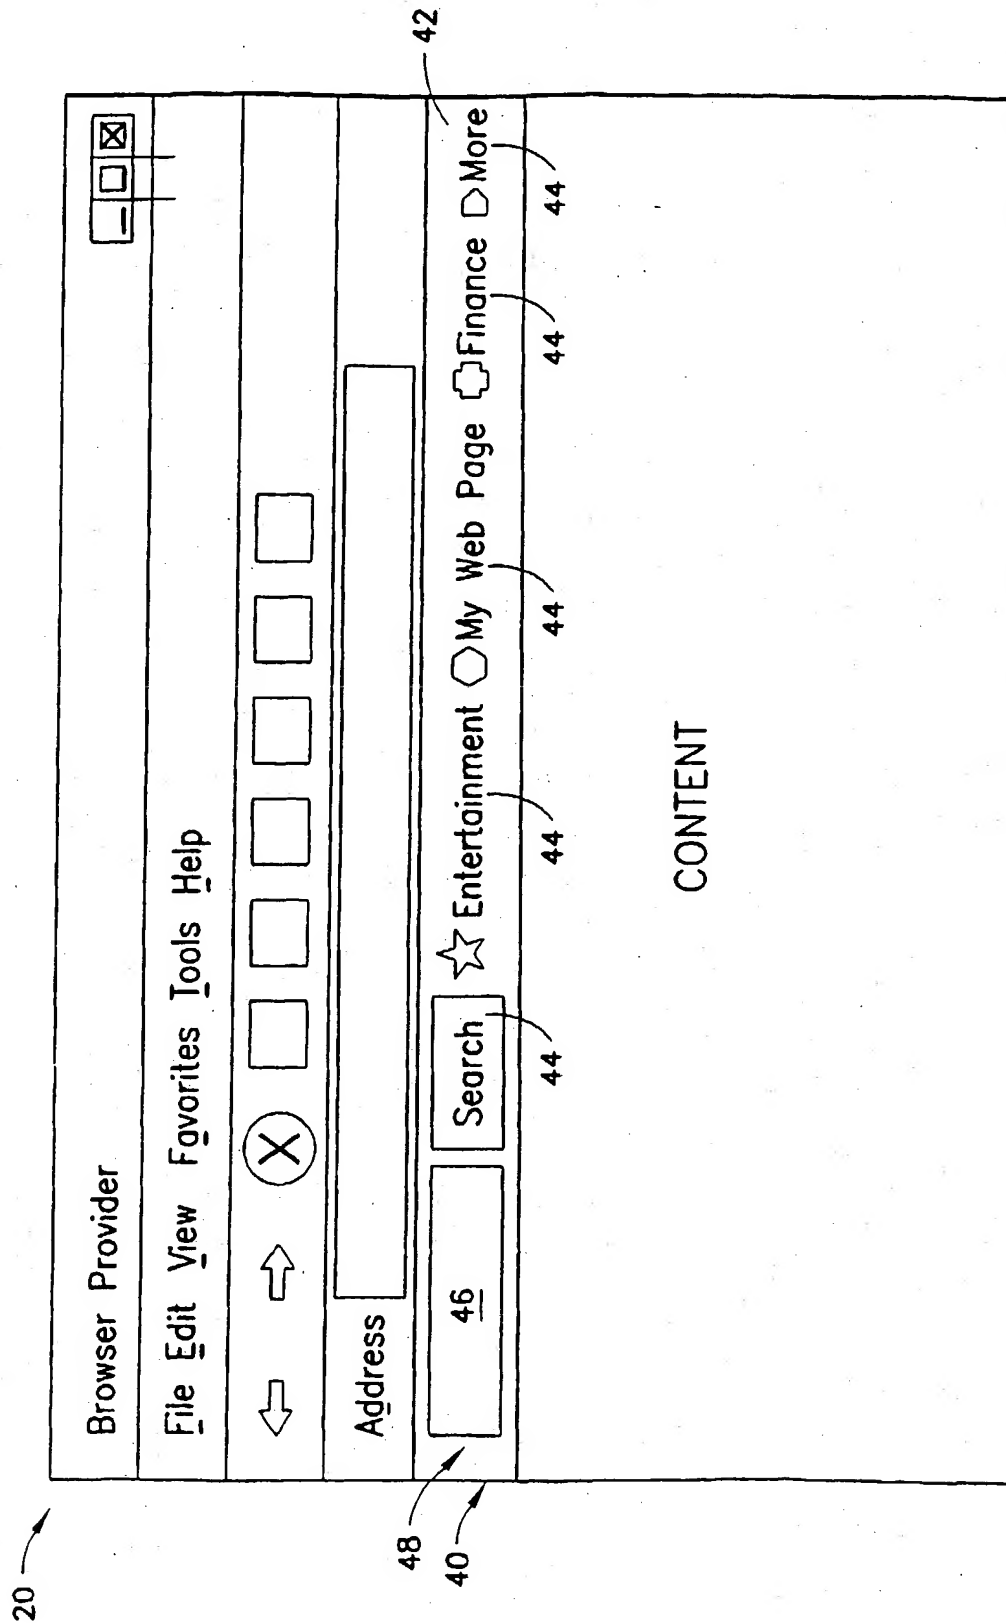 20
Browser Provider
File Edit View Favorites Tools Help
Address
48
46
Search
Entertainment
My Web Page
Finance
More
42
40
44
44
44
44
44
CONTENT